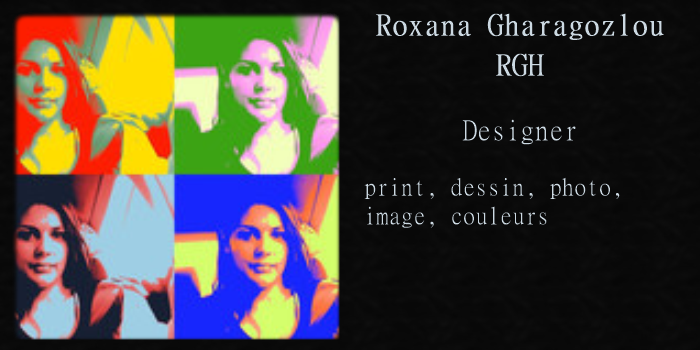 Roxana Gharagozlou
RGH
Designer
print, dessin, photo,
image, couleurs